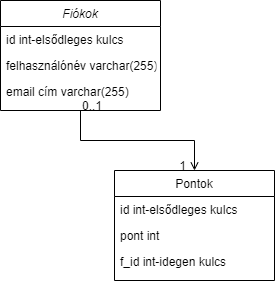 Fiókok
id int-elsődleges kulcs
felhasználónév varchar(255)
email cím varchar(255)
0..1
1
Pontok
id int-elsődleges kulcs
pont int
f_id int-idegen kulcs